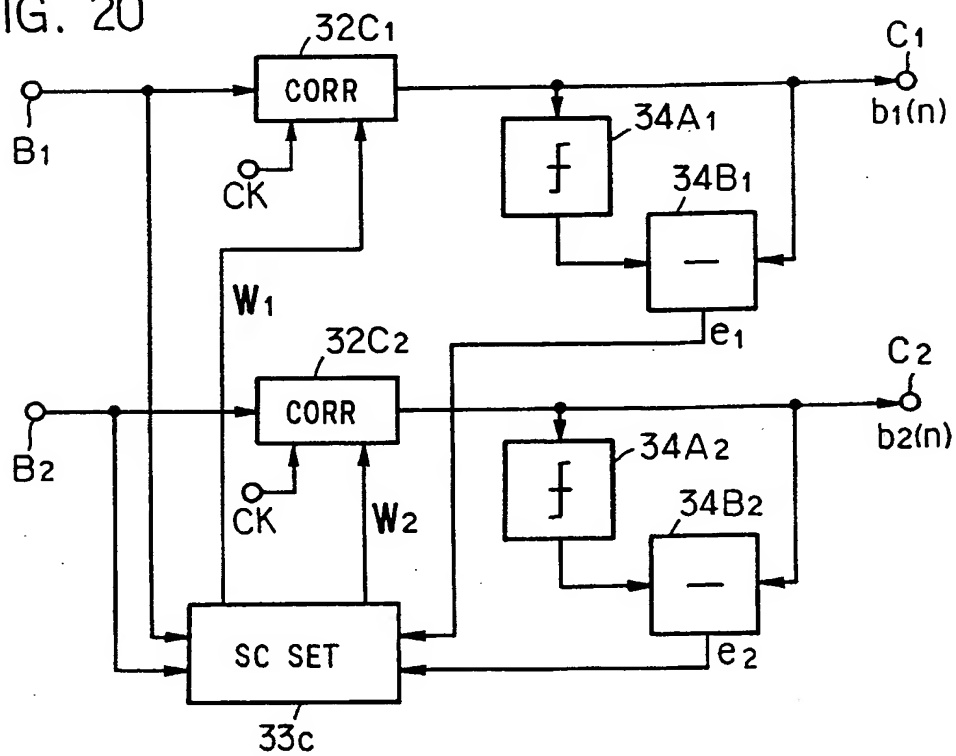 IG. 20
32C1
CORR
B1
CK
C1
b1(n)
34A1
34B1
—
W1
e1
32C2
CORR
B2
CK
W2
C2
b2(n)
34A2
34B2
—
e2
SC SET
33c